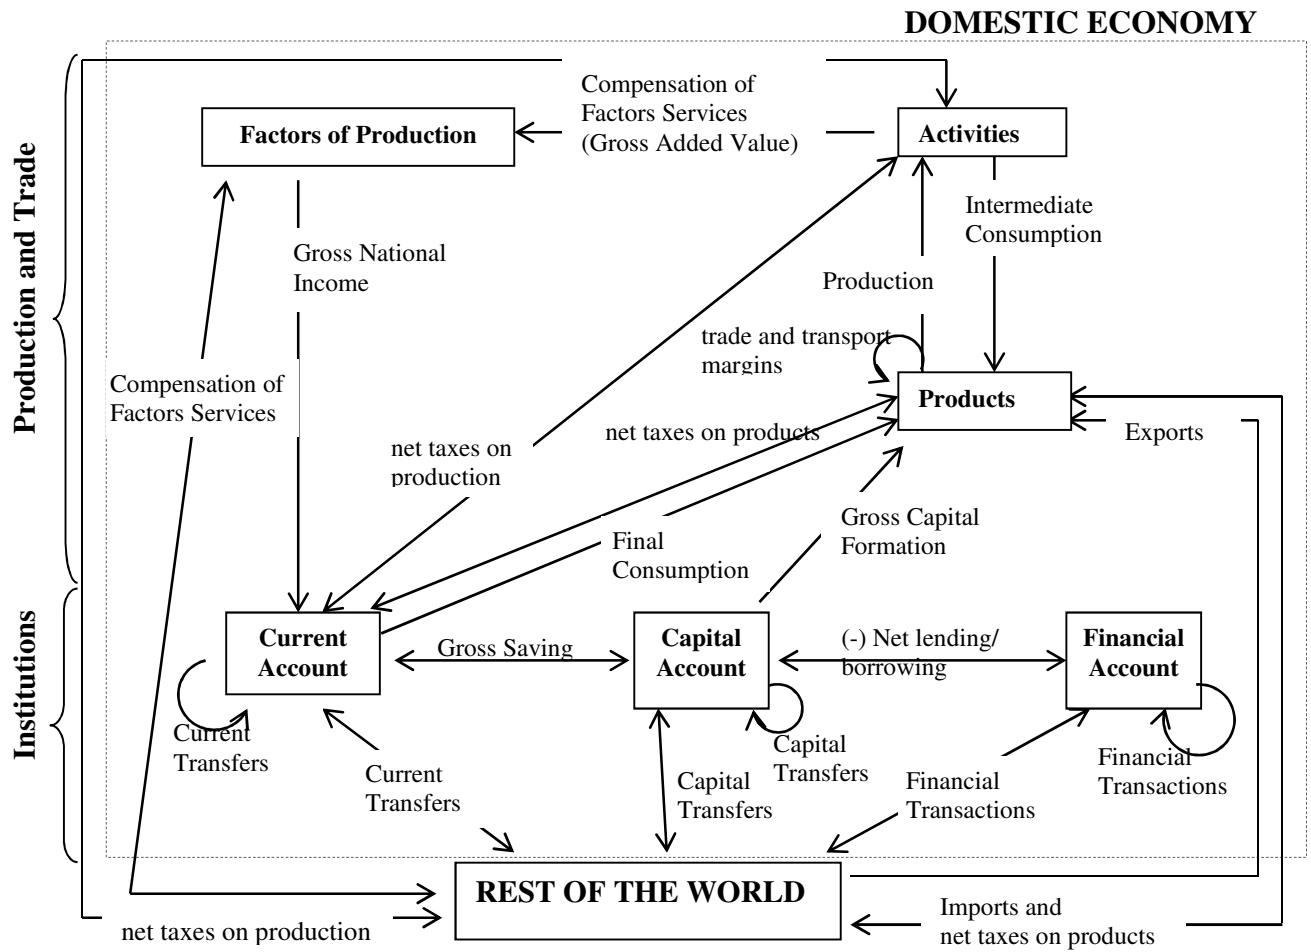 DOMESTIC ECONOMY
Production and Trade
Institutions
Compensation of
Factors Services
(Gross Added Value)
Factors of Production
Activities
Intermediate
Consumption
Gross National
Income
Production
trade and transport
margins
Compensation of
Factors Services
Products
net taxes on products
Exports
net taxes on
production
Gross Capital
Formation
Final
Consumption
Current
Account
Gross Saving
Capital
Account
(-) Net lending/
borrowing
Financial
Account
Current
Transfers
Current
Transfers
Capital
Transfers
Capital
Transfers
Financial
Transactions
Financial
Transactions
REST OF THE WORLD
net taxes on production
Imports and
net taxes on products